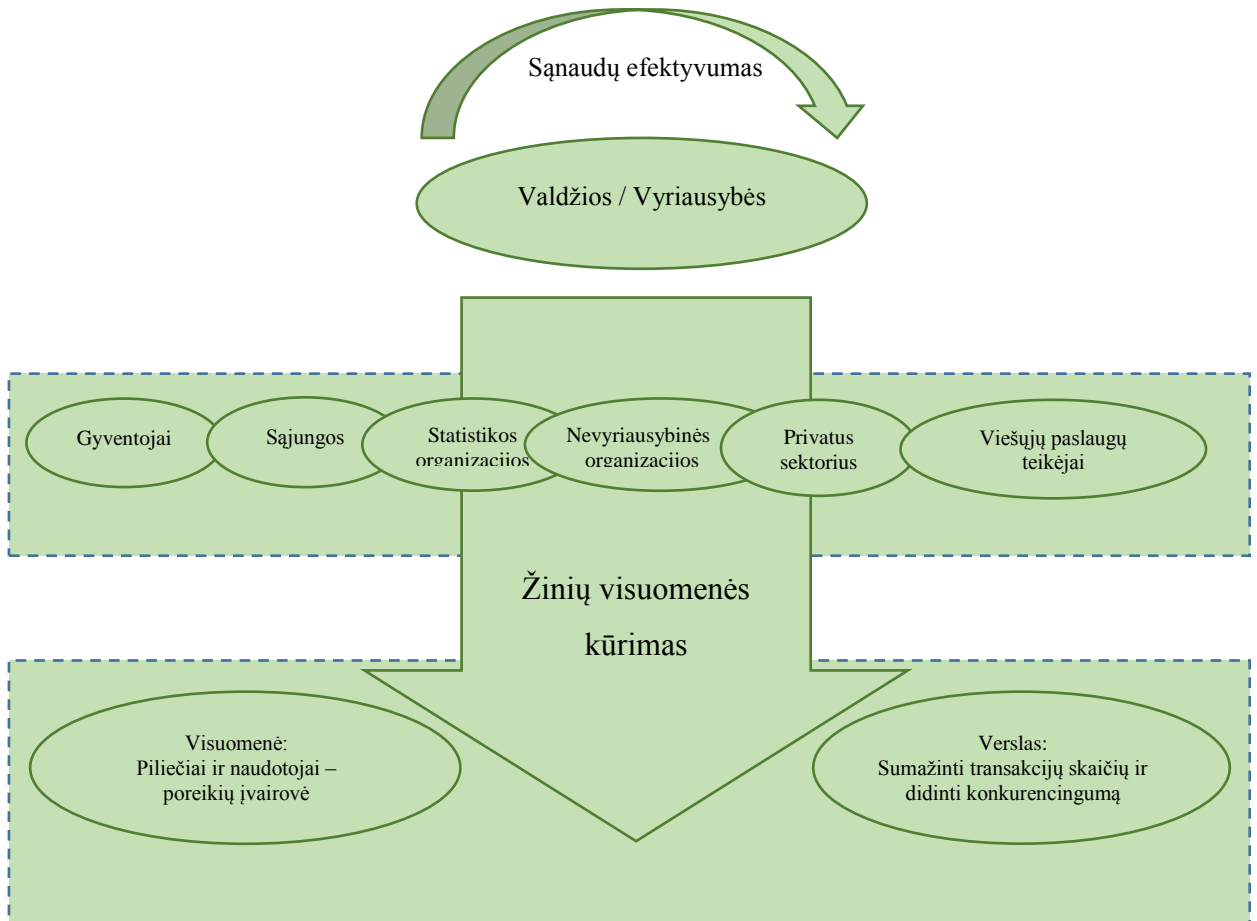 Sąnaudų efektyvumas
Valdžios / Vyriausybės
Gyventojai
Sąjungos
Statistikos
organizacijos
Nevyriausybinės
organizacijos
Privatus
sektorius
Viešųjų paslaugų
teikėjai
Žinių visuomenės
kūrimas
Visuomenė:
Piliečiai ir naudotojai –
poreikių įvairovė
Verslas:
Sumažinti transakcijų skaičių ir
didinti konkurencingumą